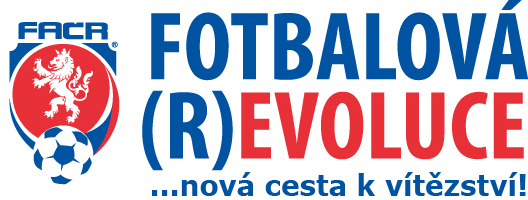 FAČR
®
FOTBALOVÁ
(R)EVOLUCE
...nová cesta k vítězství!